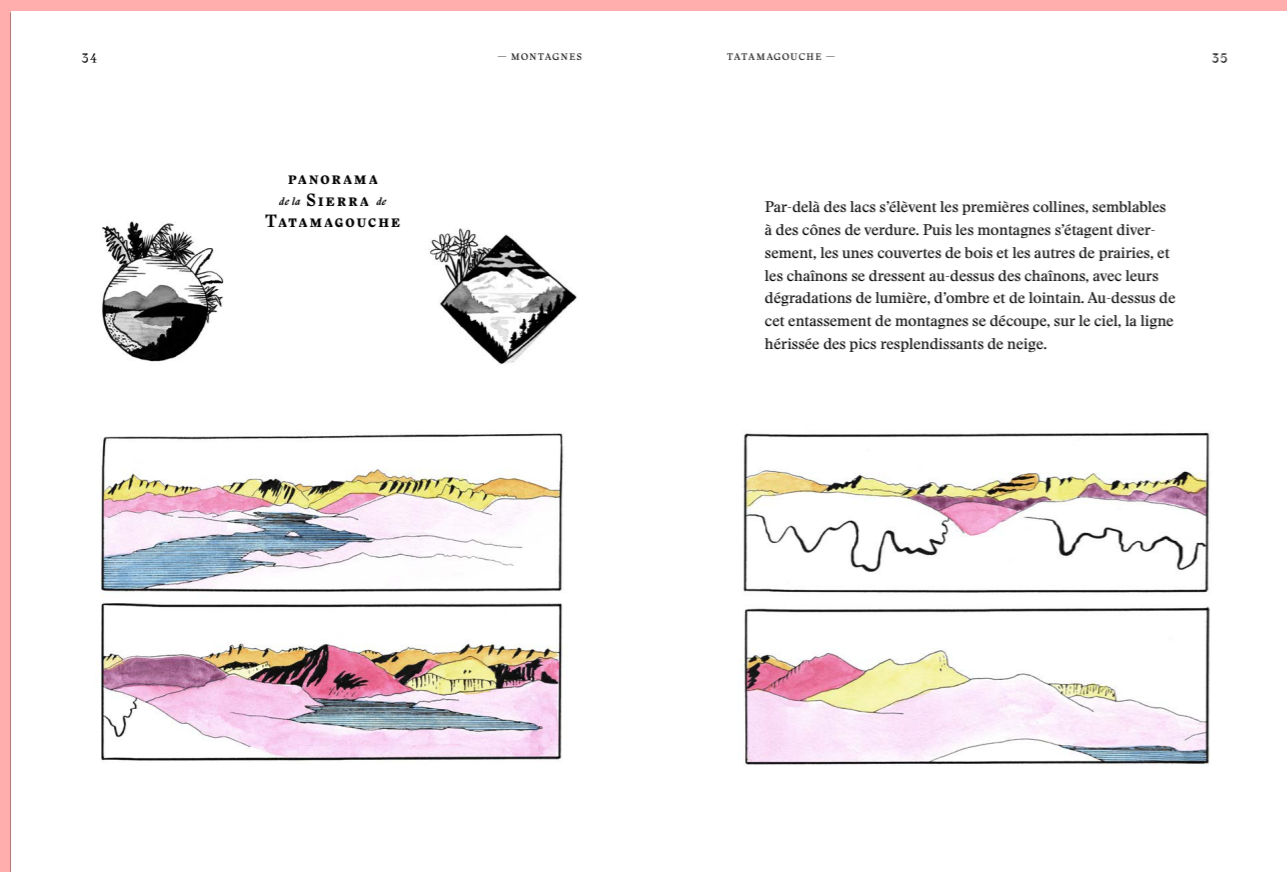 34
— MONTAGNES
TATAMAGOUCHE —
35
PANORAMA
de la SIERRA de
TATAMAGOUCHE
Par-delà des lacs s’élèvent les premières collines, semblables
à des cônes de verdure. Puis les montagnes s’étagent diver-
sement, les unes couvertes de bois et les autres de prairies, et
les chaînons se dressent au-dessus des chaînons, avec leurs
dégradations de lumière, d’ombre et de lointain. Au-dessus de
cet entassement de montagnes se découpe, sur le ciel, la ligne
hérissée des pics resplendissants de neige.